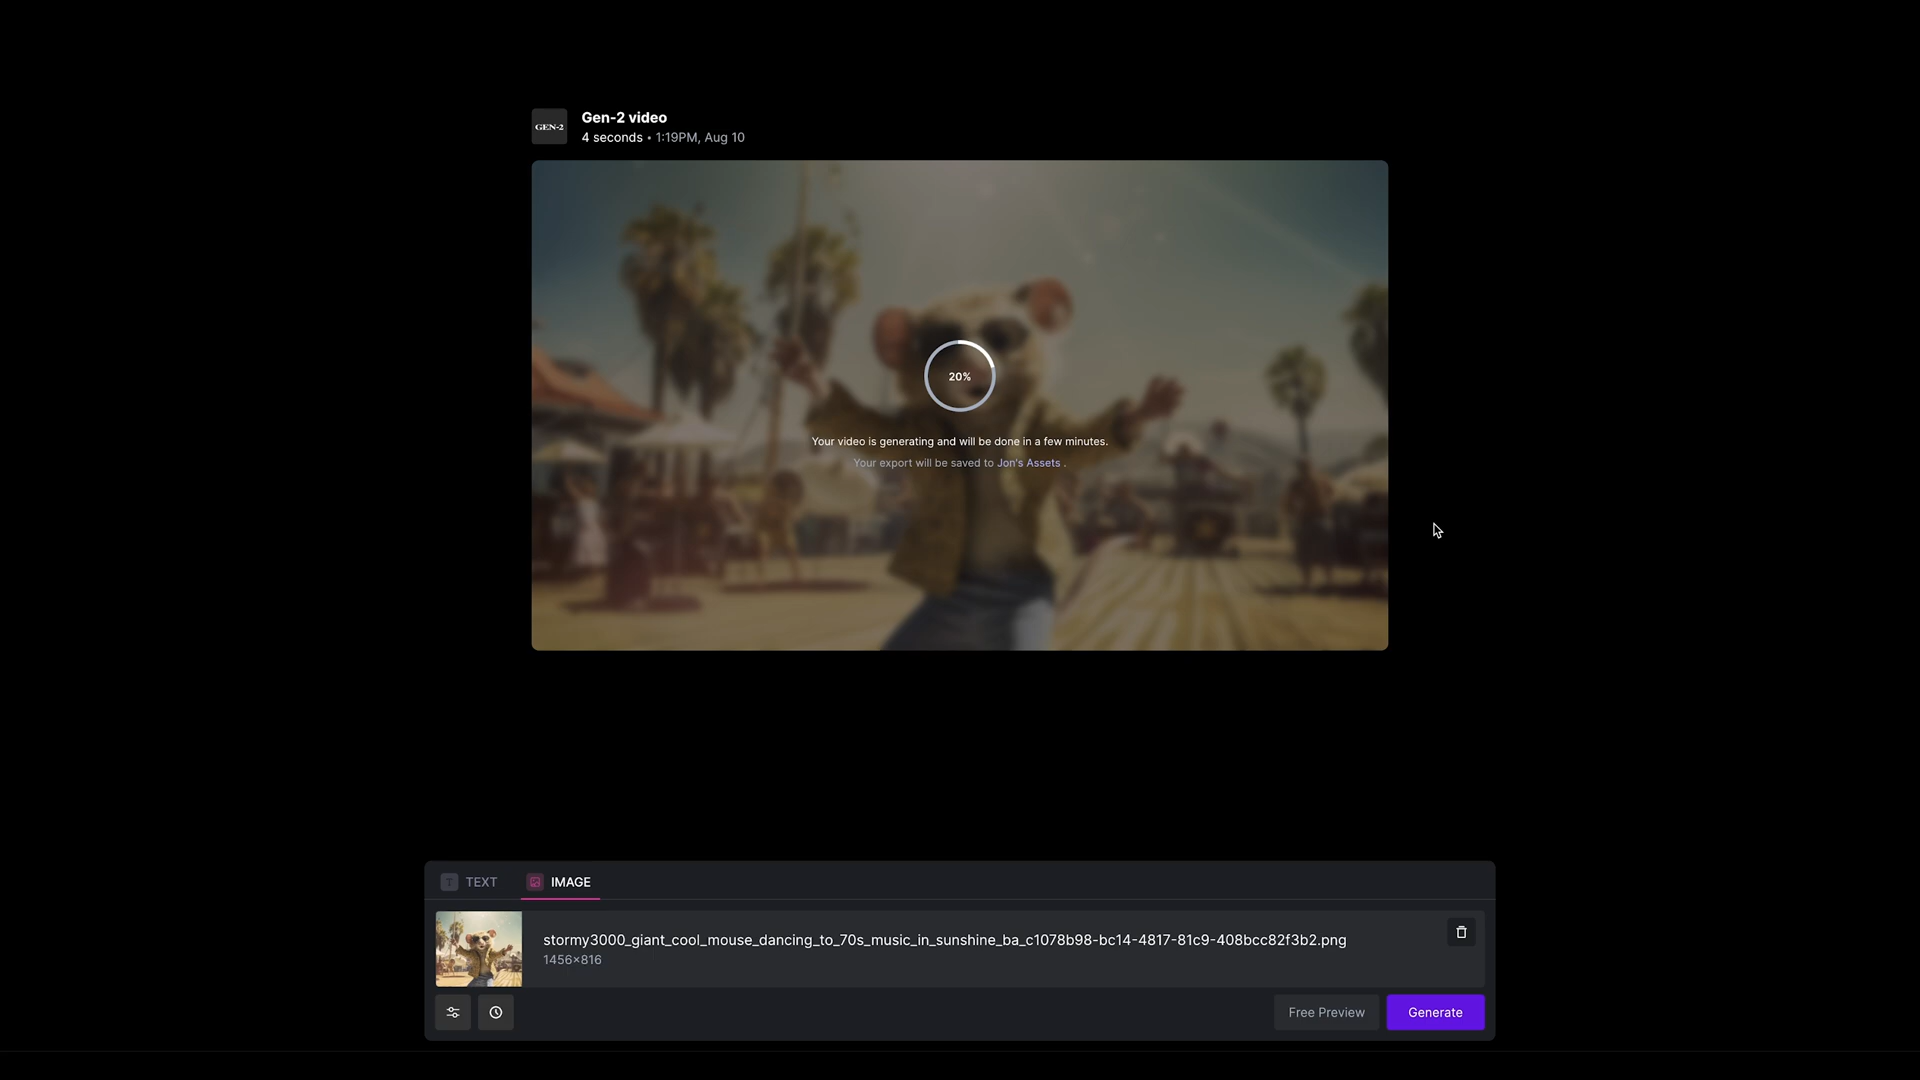 GEN-2
Gen-2 video
4 seconds • 1:19PM, Aug 10
20%
Your video is generating and will be done in a few minutes.
Your export will be saved to Jon's Assets .
T TEXT
IMAGE
stormy3000_giant_cool_mouse_dancing_to_70s_music_in_sunshine_ba_c1078b98-bc14-4817-81c9-408bcc82f3b2.png
1456×816
Free Preview
Generate